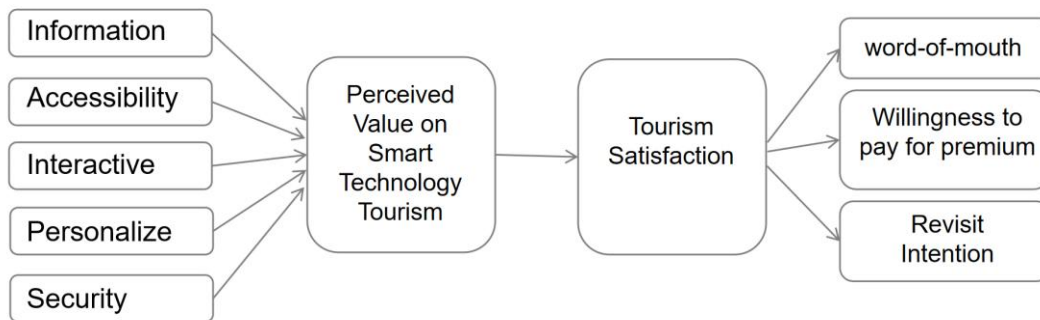 Information
Accessibility
Interactive
Personalize
Security
Perceived
Value on
Smart
Technology
Tourism
Tourism
Satisfaction
word-of-mouth
Willingness to
pay for premium
Revisit
Intention